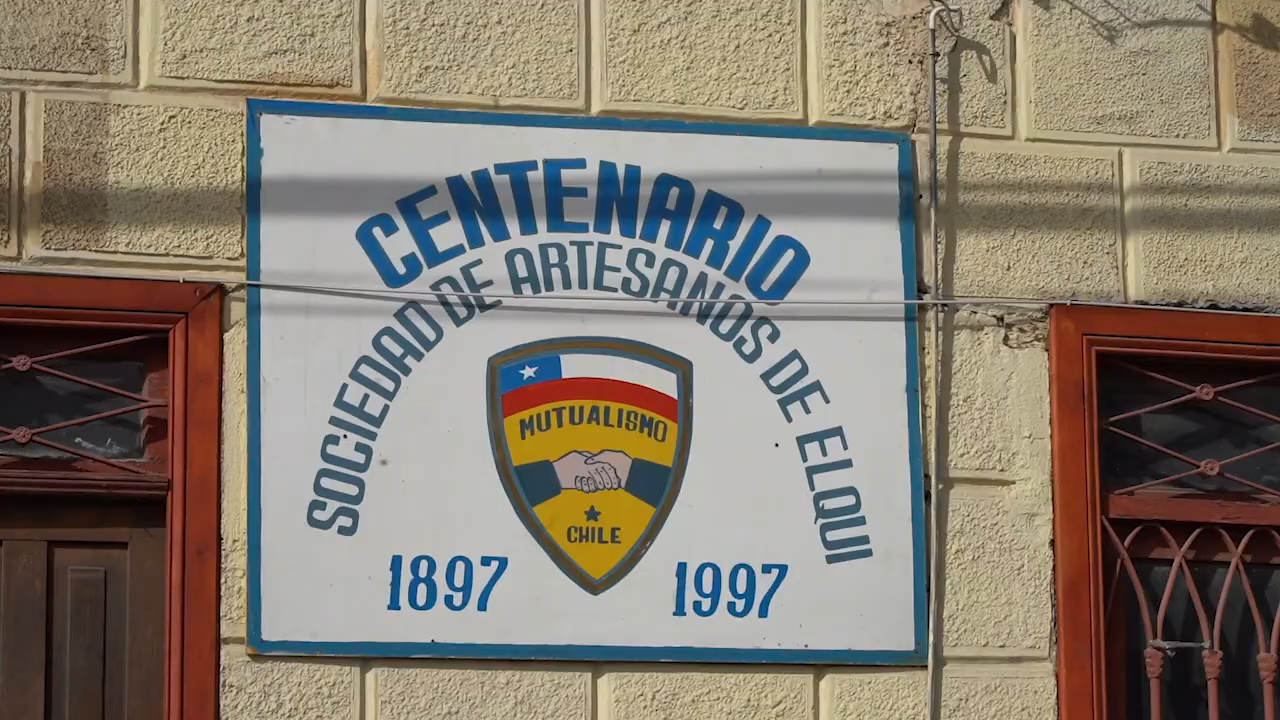 CENTENARIO
SOCIEDAD DE ARTESANOS DE ELQUI
MUTUALISMO
CHILE
1897 1997